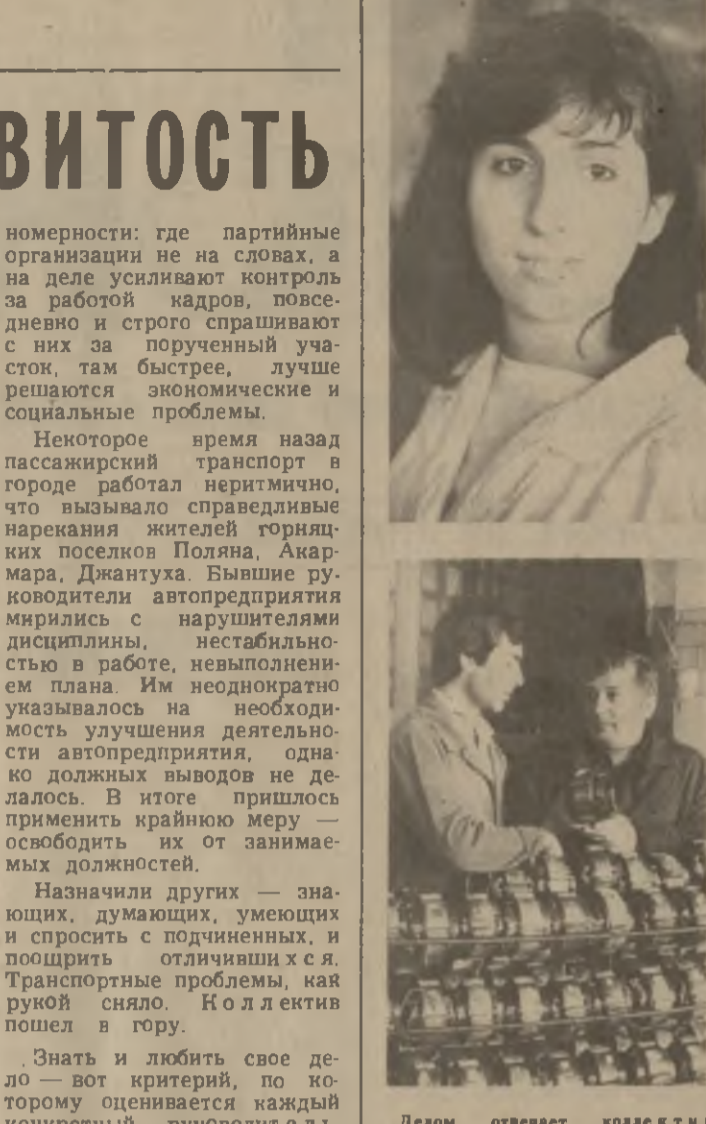 ВИТОСТЬ
номерности: где партийные
организации не на словах, а
на деле усиливают контроль
за работой кадров, повсе-
дневно и строго спрашивают
с них за порученный уча-
сток, там быстрее, лучше
решаются экономические и
социальные проблемы.
Некоторое время назад
пассажирский транспорт в
городе работал неритмично,
что вызывало справедливые
нарекания жителей горняц-
ких поселков Поляна, Акар-
мара, Джантуха. Бывшие ру-
ководители автопредприятия
мирились с нарушителями
дисциплины, нестабильно-
стью в работе, невыполнени-
ем плана. Им неоднократно
указывалось на необходи-
мость улучшения деятельно-
сти автопредприятия, одна-
ко должных выводов не де-
лалось. В итоге пришлось
применить крайнюю меру —
освободить их от занимае-
мых должностей.
Назначили других — зна-
ющих, думающих, умеющих
и спросить с подчиненных, и
поощрить отличившихся.
Транспортные проблемы, как
рукой сняло. Коллектив
пошел в гору.
Знать и любить свое де-
ло — вот критерий, по ко-
торому оценивается каждый
конкретный руководитель.
Делом отвечает коллекти